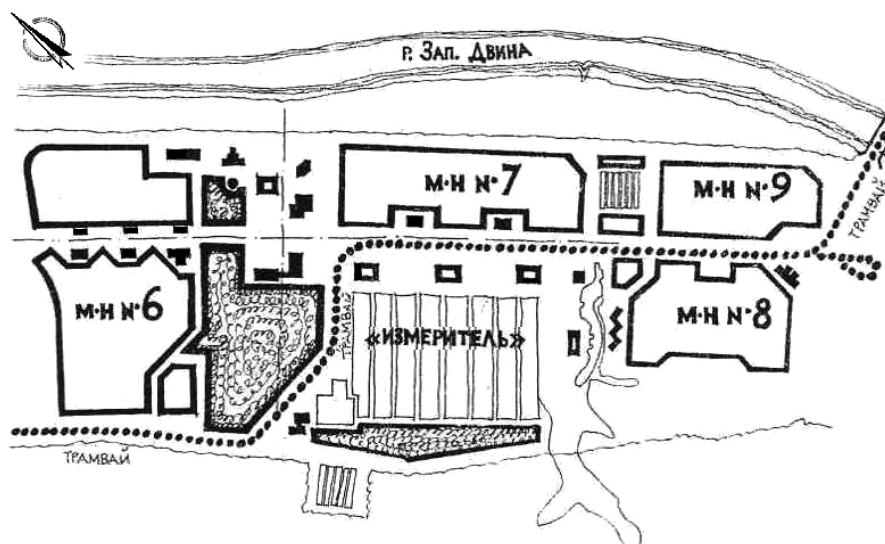 р. Зап. Двина
м-н №7
м-н №9
трамвай
м-н №6
трамвай
«Измеритель»
м-н №8
трамвай